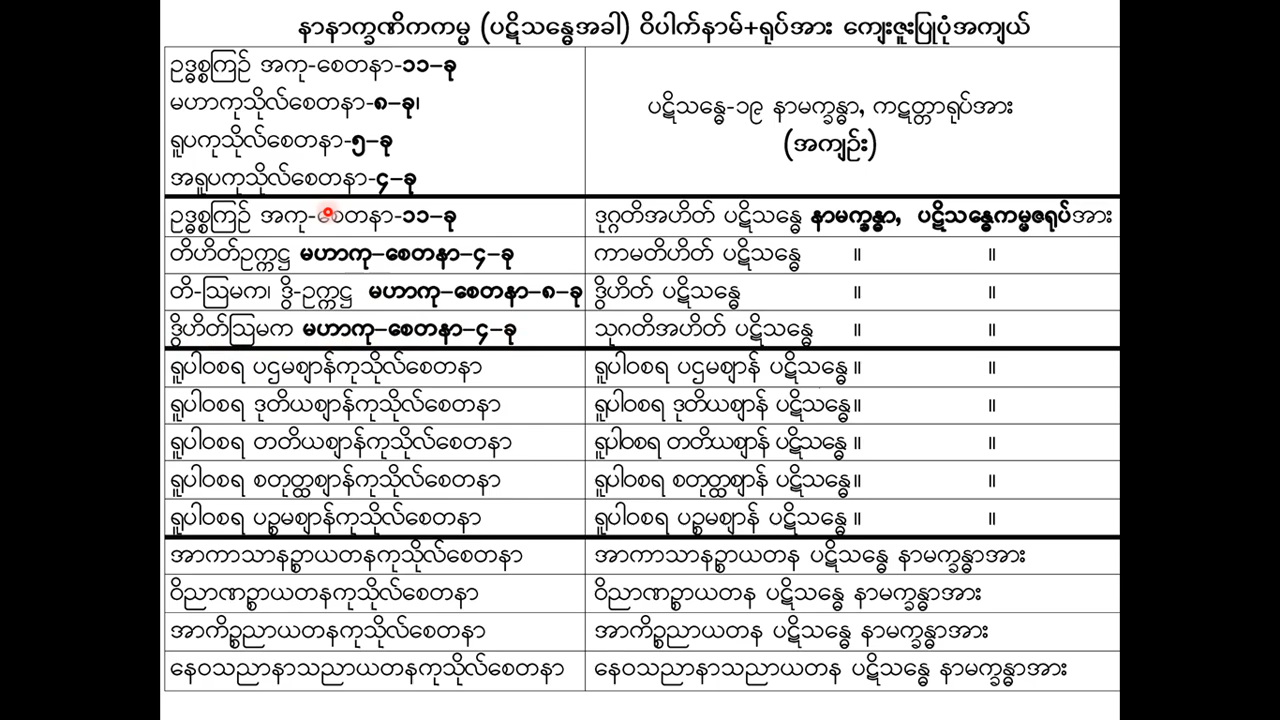 နာနာက္ခဏိကကမ္မ (ပဋိသန္ဓေအခါ) ဝိပါက်နာမ်+ရုပ်အား ကျေးဇူးပြုပုံအကျယ်
ဥဒ္ဓစ္စကြဉ် အကု-စေတနာ-၁၁–ခု
မဟာကုသိုလ်စေတနာ-၈–ခု၊
ရူပကုသိုလ်စေတနာ-၅–ခု
အရူပကုသိုလ်စေတနာ-၄–ခု
ပဋိသန္ဓေ-၁၉ နာမက္ခန္ဓာ, ကဋတ္တာရုပ်အား
(အကျဉ်း)
ဥဒ္ဓစ္စကြဉ် အကု-စေတနာ-၁၁–ခု ဒုဂ္ဂတိအဟိတ် ပဋိသန္ဓေ နာမက္ခန္ဓာ, ပဋိသန္ဓေကမ္မဇရုပ်အား
တိဟိတ်ဥက္ကဋ္ဌ မဟာကု–စေတနာ–၄–ခု ကာမတိဟိတ် ပဋိသန္ဓေ ။ ။
တိ-ဩမက၊ ဒွိ-ဥက္ကဋ္ဌ မဟာကု–စေတနာ–၈–ခု ဒွိဟိတ် ပဋိသန္ဓေ ။ ။
ဒွိဟိတ်ဩမက မဟာကု–စေတနာ–၄–ခု သုဂတိအဟိတ် ပဋိသန္ဓေ ။ ။
ရူပါဝစရ ပဌမဈာန်ကုသိုလ်စေတနာ ရူပါဝစရ ပဌမဈာန် ပဋိသန္ဓေ ။ ။
ရူပါဝစရ ဒုတိယဈာန်ကုသိုလ်စေတနာ ရူပါဝစရ ဒုတိယဈာန် ပဋိသန္ဓေ ။ ။
ရူပါဝစရ တတိယဈာန်ကုသိုလ်စေတနာ ရူပါဝစရ တတိယဈာန် ပဋိသန္ဓေ ။ ။
ရူပါဝစရ စတုတ္ထဈာန်ကုသိုလ်စေတနာ ရူပါဝစရ စတုတ္ထဈာန် ပဋိသန္ဓေ ။ ။
ရူပါဝစရ ပဉ္စမဈာန်ကုသိုလ်စေတနာ ရူပါဝစရ ပဉ္စမဈာန် ပဋိသန္ဓေ ။ ။
အာကာသာနဉ္စာယတနကုသိုလ်စေတနာ အာကာသာနဉ္စာယတန ပဋိသန္ဓေ နာမက္ခန္ဓာအား
ဝိညာဏဉ္စာယတနကုသိုလ်စေတနာ ဝိညာဏဉ္စာယတန ပဋိသန္ဓေ နာမက္ခန္ဓာအား
အာကိဉ္စညာယတနကုသိုလ်စေတနာ အာကိဉ္စညာယတန ပဋိသန္ဓေ နာမက္ခန္ဓာအား
နေဝသညာနာသညာယတနကုသိုလ်စေတနာ နေဝသညာနာသညာယတန ပဋိသန္ဓေ နာမက္ခန္ဓာအား